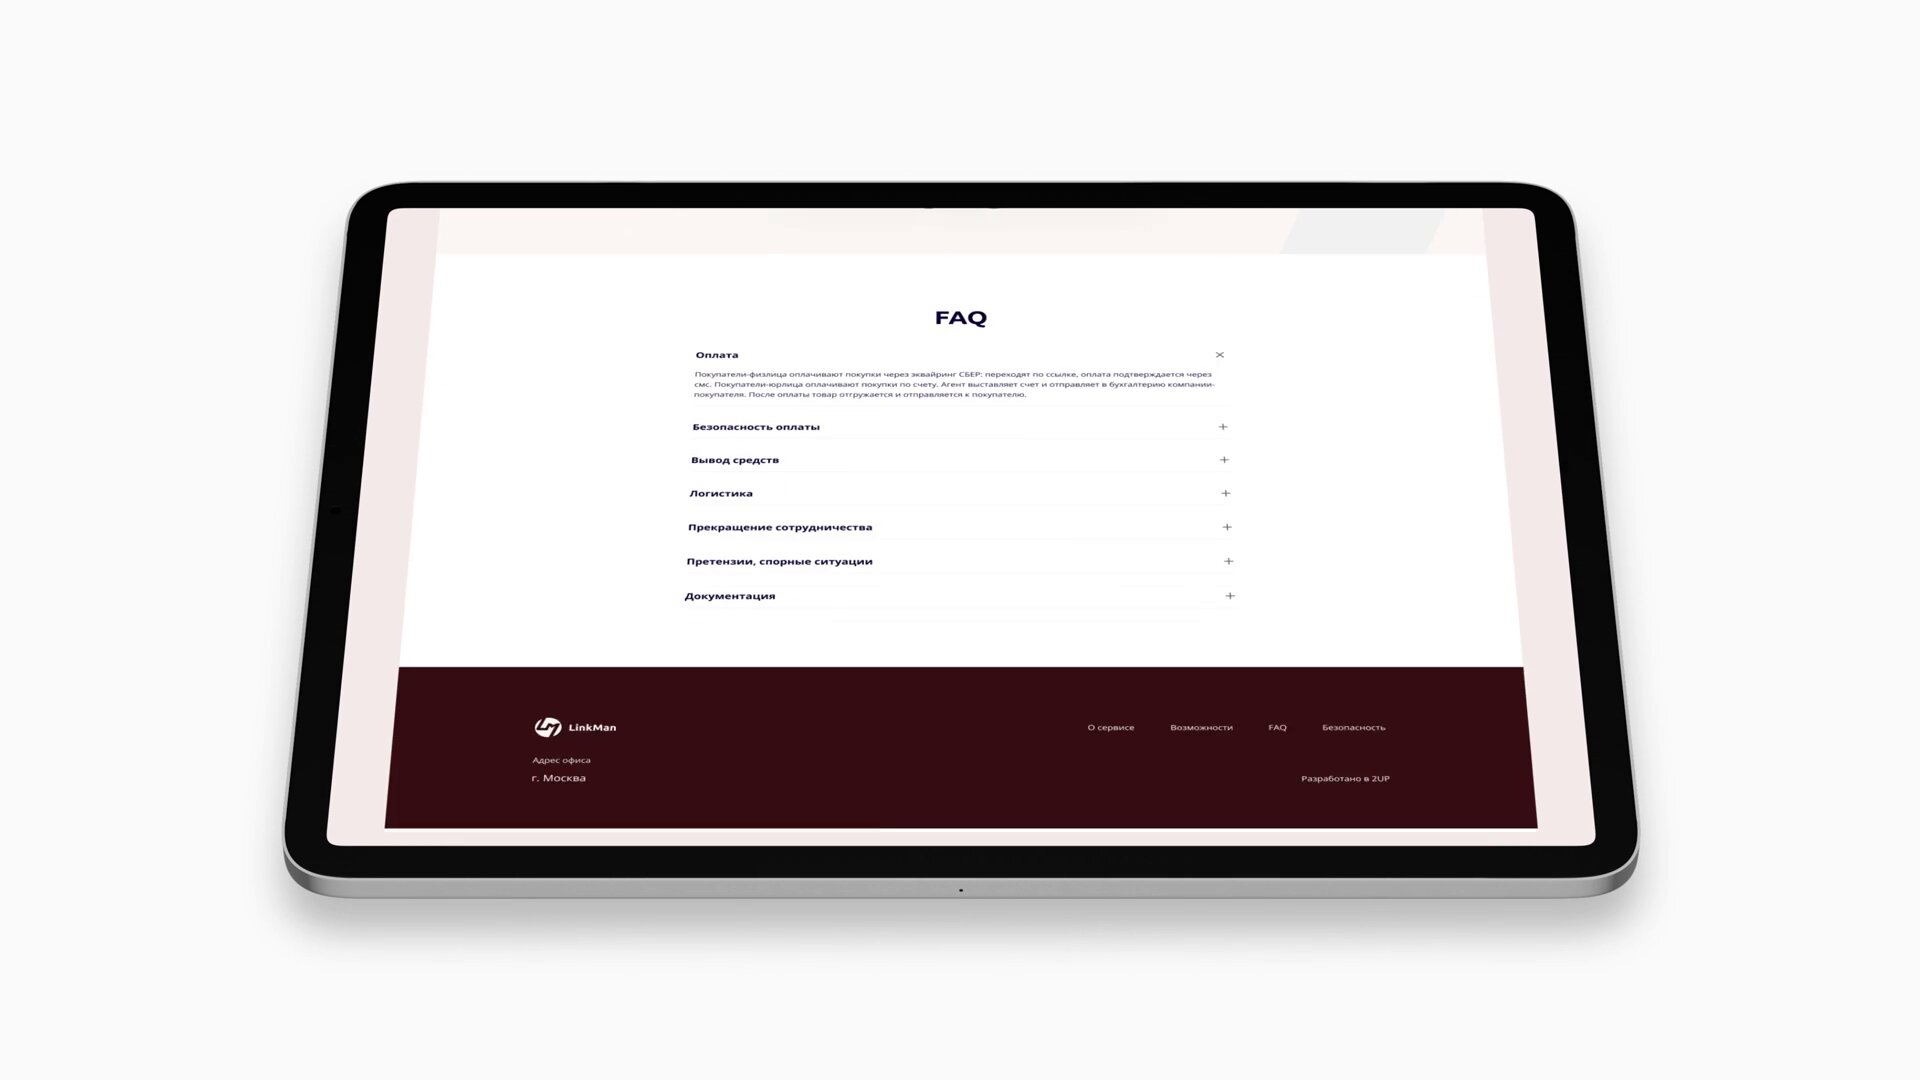 FAQ
Оплата
Покупатели-физлица оплачивают покупки через эквайринг СБЕР: переходят по ссылке, оплата подтверждается через
смс. Покупатели-юрлица оплачивают покупки по счету. Агент выставляет счет и отправляет в бухгалтерию компании-
покупателя. После оплаты товар отгружается и отправляется к покупателю.
Безопасность оплаты
Вывод средств
Логистика
Прекращение сотрудничества
Претензии, спорные ситуации
Документация
LM LinkMan
О сервисе Возможности FAQ Безопасность
Адрес офиса
г. Москва
Разработано в 2UP